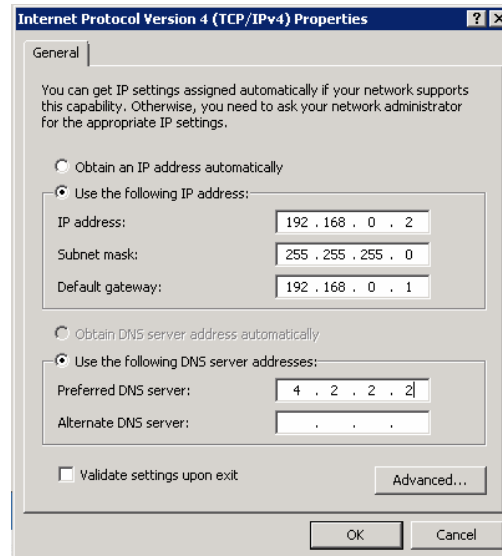 Internet Protocol Version 4 (TCP/IPv4) Properties
General
You can get IP settings assigned automatically if your network supports
this capability. Otherwise, you need to ask your network administrator
for the appropriate IP settings.
Obtain an IP address automatically
Use the following IP address:
IP address: 192 . 168 . 0 . 2
Subnet mask: 255 . 255 . 255 . 0
Default gateway: 192 . 168 . 0 . 1
Obtain DNS server address automatically
Use the following DNS server addresses:
Preferred DNS server: 4 . 2 . 2 . 2
Alternate DNS server: . . .
Validate settings upon exit
Advanced...
OK Cancel